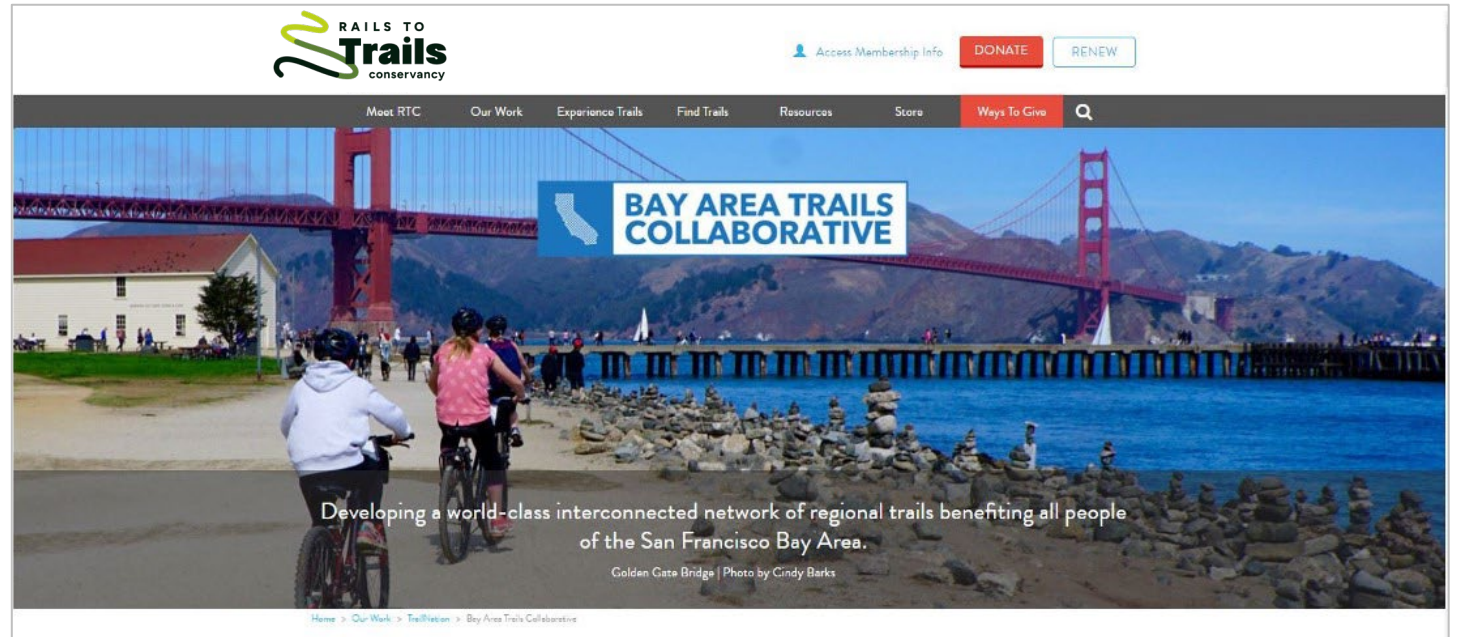 RAILS TO
Trails
conservancy
Access Membership Info
DONATE
RENEW
Meet RTC
Our Work
Experience Trails
Find Trails
Resources
Store
Ways To Give
BAY AREA TRAILS
COLLABORATIVE
Developing a world-class interconnected network of regional trails benefiting all people
of the San Francisco Bay Area.
Golden Gate Bridge | Photo by Cindy Barks
Home > Our Work > TrailNation > Bay Area Trails Collaborative